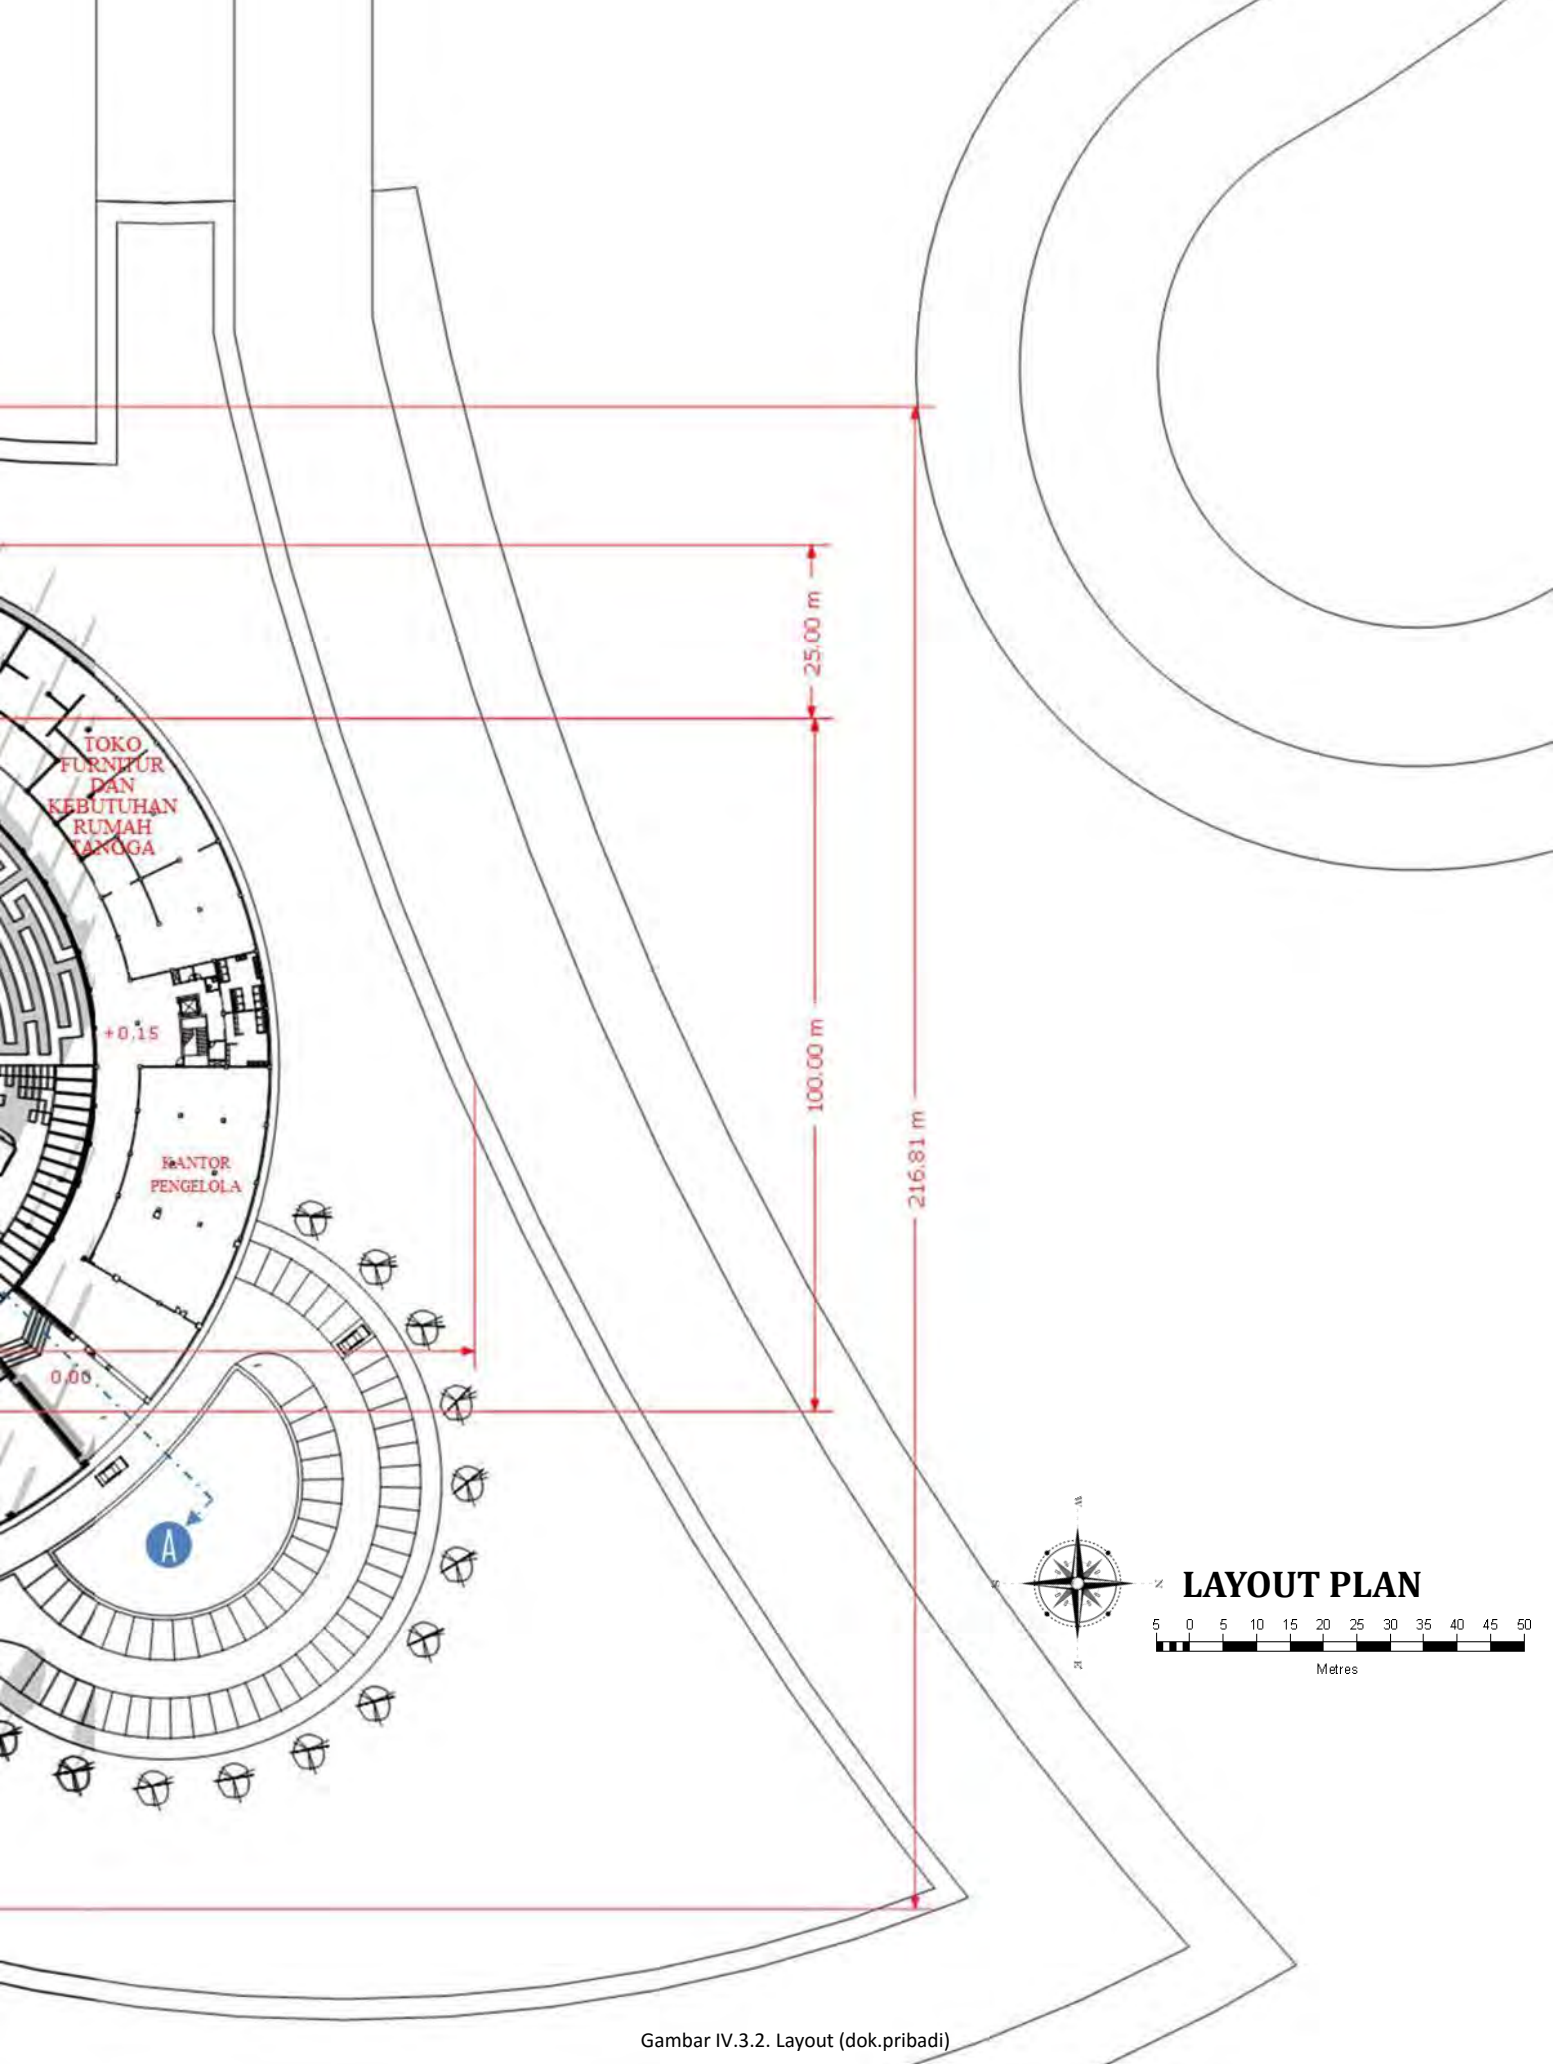 25.00 m
TOKO
FURNITUR
DAN
KEBUTUHAN
RUMAH
TANGGA
+0,15
100.00 m
216.81 m
KANTOR
PENGELOLA
0,00
A
LAYOUT PLAN
5 0 5 10 15 20 25 30 35 40 45 50
Metres
Gambar IV.3.2. Layout (dok.pribadi)